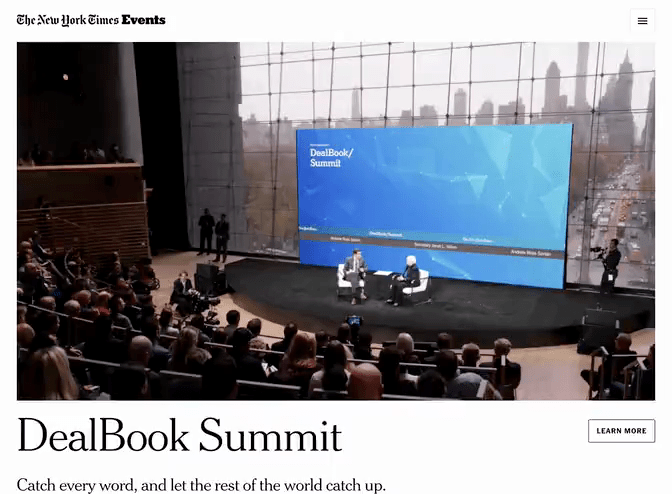 The New York Times Events
DealBook/
Summit
DealBook Summit
LEARN MORE
Catch every word, and let the rest of the world catch up.